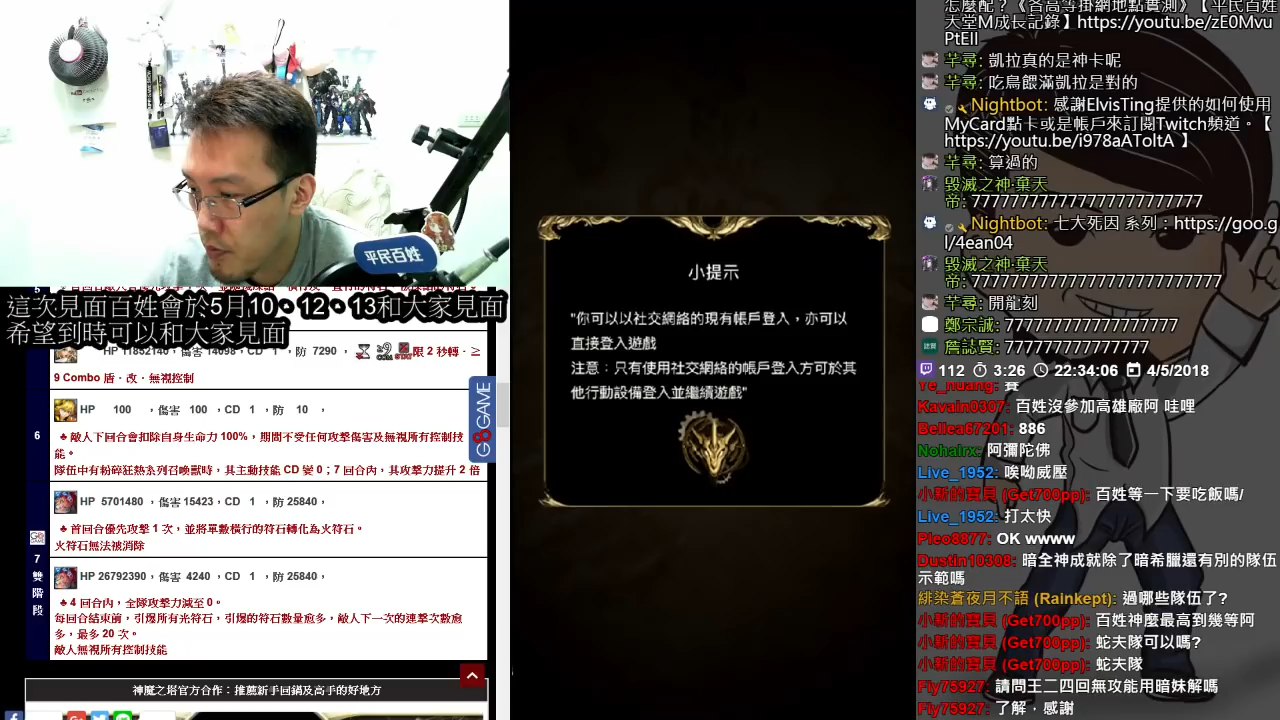 平民百姓
這次見面百姓會於5月10、12、13和大家見面
希望到時可以和大家見面
HP 11852140，傷害 14098，CD 1 ，防 7290 ，
限 2 秒轉．≥
9 Combo 盾．改．無視控制
6
HP 100 ，傷害 100，CD 1 ，防 10 ，
♣ 敵人下回合會扣除自身生命力 100%，期間不受任何攻擊傷害及無視所有控制技
能。
隊伍中有粉碎狂熱系列召喚獸時，其主動技能 CD 變 0；7 回合內，其攻擊力提升 2 倍
HP 5701480 ，傷害 15423，CD 1 ，防 25840，
♣ 首回合優先攻擊 1 次，並將單數橫行的符石轉化為火符石。
火符石無法被消除
7
雙
階
段
HP 26792390，傷害 4240，CD 1 ，防 25840，
♣ 4 回合內，全隊攻擊力減至 0。
每回合結束前，引爆所有光符石，引爆的符石數量愈多，敵人下一次的連擊次數愈
多，最多 20 次。
敵人無視所有控制技能
神魔之塔官方合作：推薦新手回鍋及高手的好地方
G8GAME
小提示
"你可以以社交網絡的現有帳戶登入，亦可以
直接登入遊戲
注意：只有使用社交網絡的帳戶登入方可於其
他行動設備登入並繼續遊戲"
怎麼配？《各高等掛網地點實測》【平民百姓
天堂M成長記錄】https://youtu.be/zE0Mvu
PtEII
芊尋: 凱拉真的是神卡呢
芊尋: 吃鳥餵滿凱拉是對的
Nightbot: 感謝ElvisTing提供的如何使用
MyCard點卡或是帳戶來訂閱Twitch頻道。【
https://youtu.be/i978aAToItA 】
芊尋: 算過的
毀滅之神·棄天
帝: 7777777777777777777777
Nightbot: 七大死因 系列：https://goo.g
l/4ean04
毀滅之神·棄天
帝: 777777777777777777777777
芊尋: 開龍刻
鄭宗誠: 7777777777777777
詹誌賢: 7777777777777
112 3:26 22:34:06 4/5/2018
Ye_huang: 賽
Kavain0307: 百姓沒參加高雄廠阿 哇哩
Bellea67201: 886
Nohairx: 阿彌陀佛
Live_1952: 唉呦威壓
小新的寶貝 (Get700pp): 百姓等一下要吃飯嗎/
Live_1952: 打太快
Pleo8877: OK wwww
Dustin10308: 暗全神成就除了暗希臘還有別的隊伍
示範嗎
緋染蒼夜月不語 (Rainkept): 過哪些隊伍了?
小新的寶貝 (Get700pp): 百姓神麼最高到幾等阿
小新的寶貝 (Get700pp): 蛇夫隊可以嗎?
小新的寶貝 (Get700pp): 蛇夫隊
Fly75927: 請問王二四回無攻能用暗妹解嗎
Fly75927: 了解．感謝